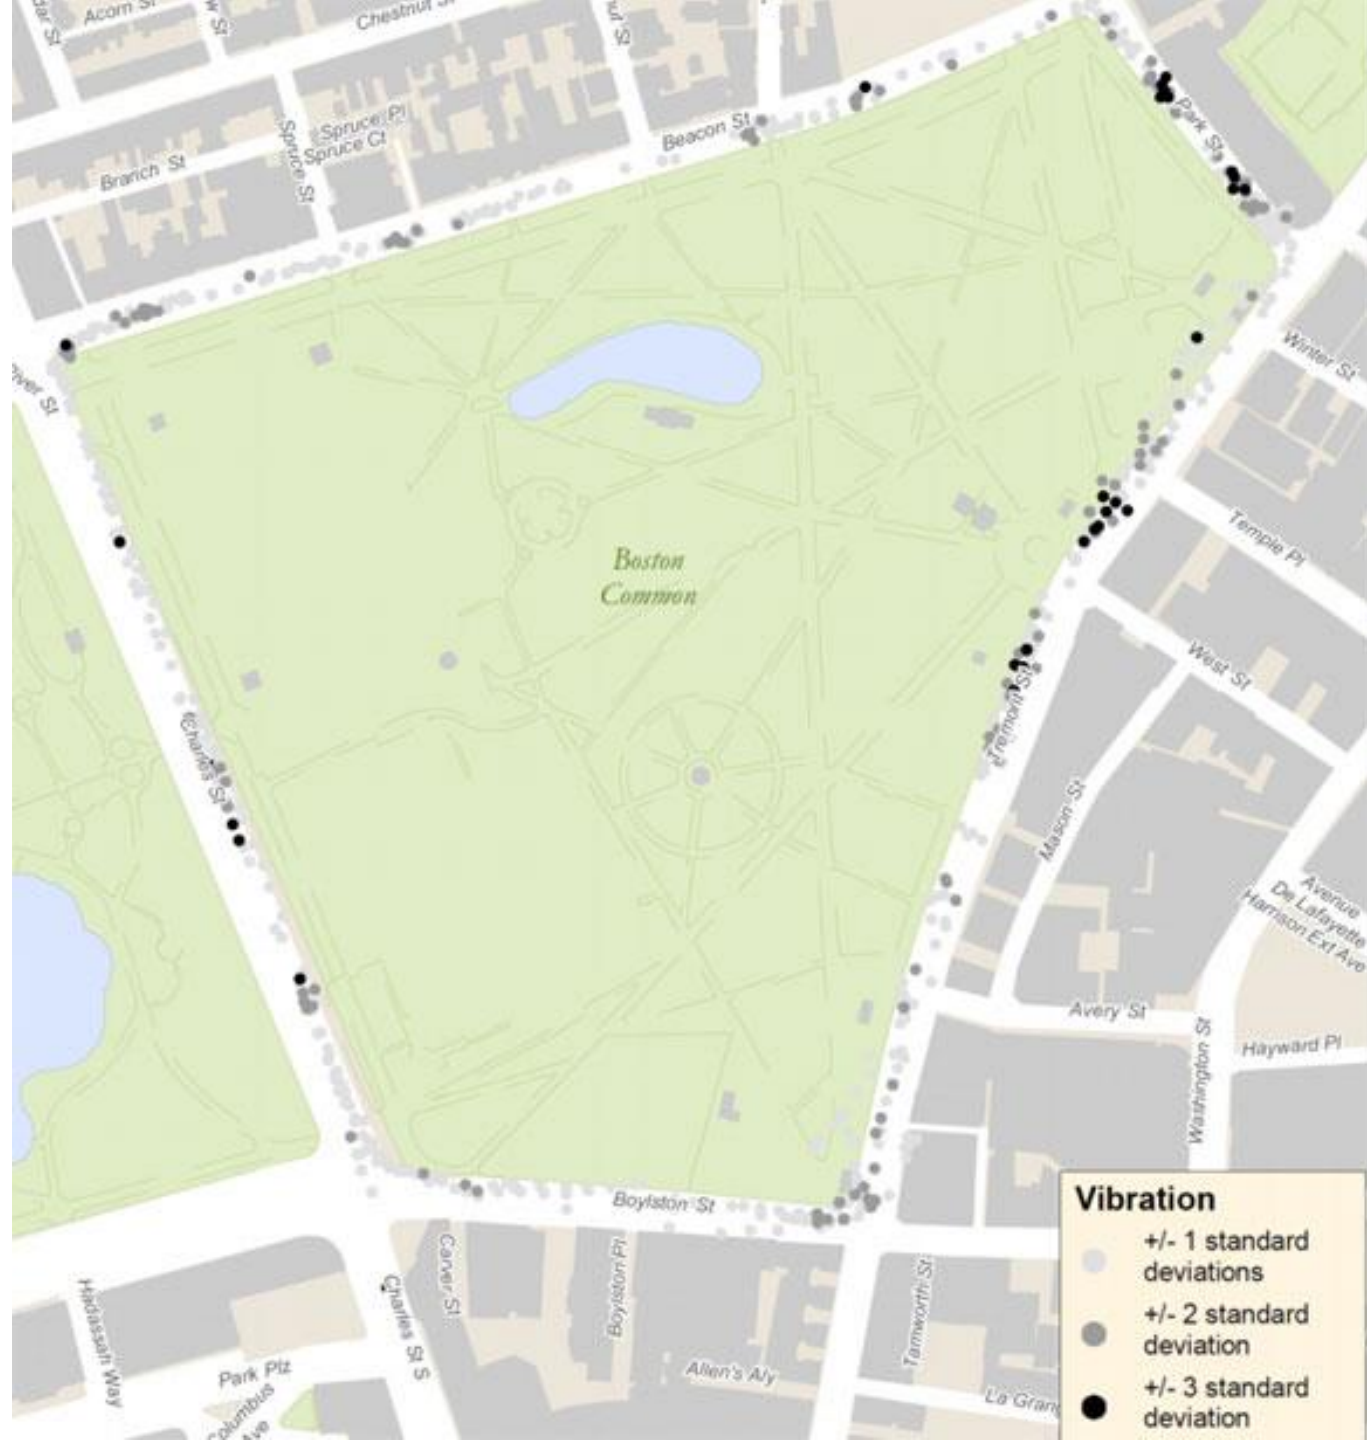 Acorn St
Chestnut St
Beacon St
Spruce Pl
Spruce Ct
Branch St
Spruce St
Park St
Winter St
Boston
Common
Temple Pl
West St
Tremont St
Charles St
Mason St
Avenue
De Lafayette
Harrison Ext Ave
Avery St
Hayward Pl
Washington St
Boylston St
Vibration
+/- 1 standard
deviations
+/- 2 standard
deviation
+/- 3 standard
deviation
Hadassah Way
Charles St S
Carver St
Boylston Pl
Tamworth St
Park Plz
Allen's Aly
Columbus
Ave
La Gran